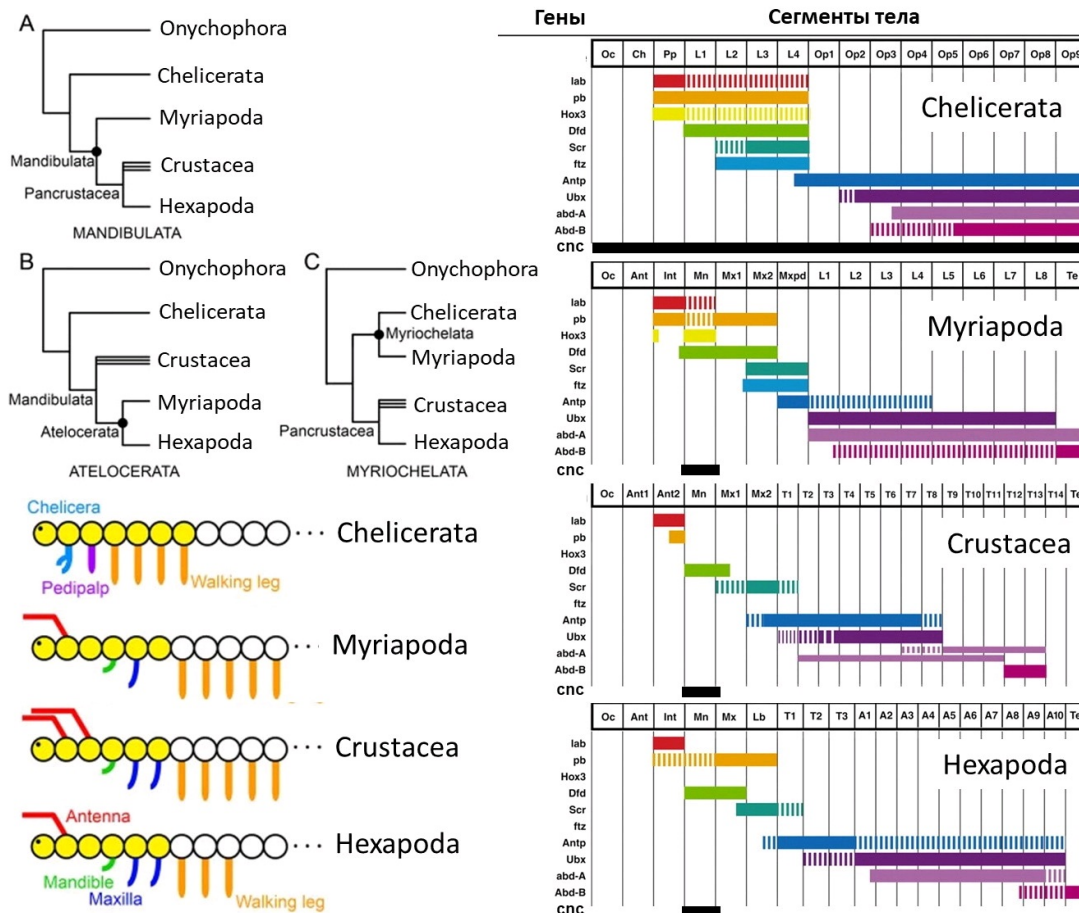 A
Onychophora
Chelicerata
Myriapoda
Mandibulata
Crustacea
Pancrustacea
Hexapoda
MANDIBULATA
B
Onychophora
Chelicerata
Crustacea
Mandibulata
Myriapoda
Atelocerata
Hexapoda
ATELOCERATA
C
Onychophora
Chelicerata
Myriochelata
Myriapoda
Crustacea
Pancrustacea
Hexapoda
MYRIOCHELATA
Chelicera
Chelicerata
Pedipalp
Walking leg
Myriapoda
Crustacea
Antenna
Hexapoda
Mandible
Maxilla
Walking leg
Гены Сегменты тела
Oc Ch Pp L1 L2 L3 L4 Op1 Op2 Op3 Op4 Op5 Op6 Op7 Op8 Op9
Chelicerata
lab
pb
Hox3
Dfd
Scr
ftz
Antp
Ubx
abd-A
Abd-B
cnc
Oc Ant Int Mn Mx1 Mx2 Mxpd L1 L2 L3 L4 L5 L6 L7 L8 Te
Myriapoda
lab
pb
Hox3
Dfd
Scr
ftz
Antp
Ubx
abd-A
Abd-B
cnc
Oc Ant1 Ant2 Mn Mx1 Mx2 T1 T2 T3 T4 T5 T6 T7 T8 T9 T10 T11 T12 T13 T14 Te
Crustacea
lab
pb
Hox3
Dfd
Scr
ftz
Antp
Ubx
abd-A
Abd-B
cnc
Oc Ant Int Mn Mx Lb T1 T2 T3 A1 A2 A3 A4 A5 A6 A7 A8 A9 A10 Te
Hexapoda
lab
pb
Hox3
Dfd
Scr
ftz
Antp
Ubx
abd-A
Abd-B
cnc